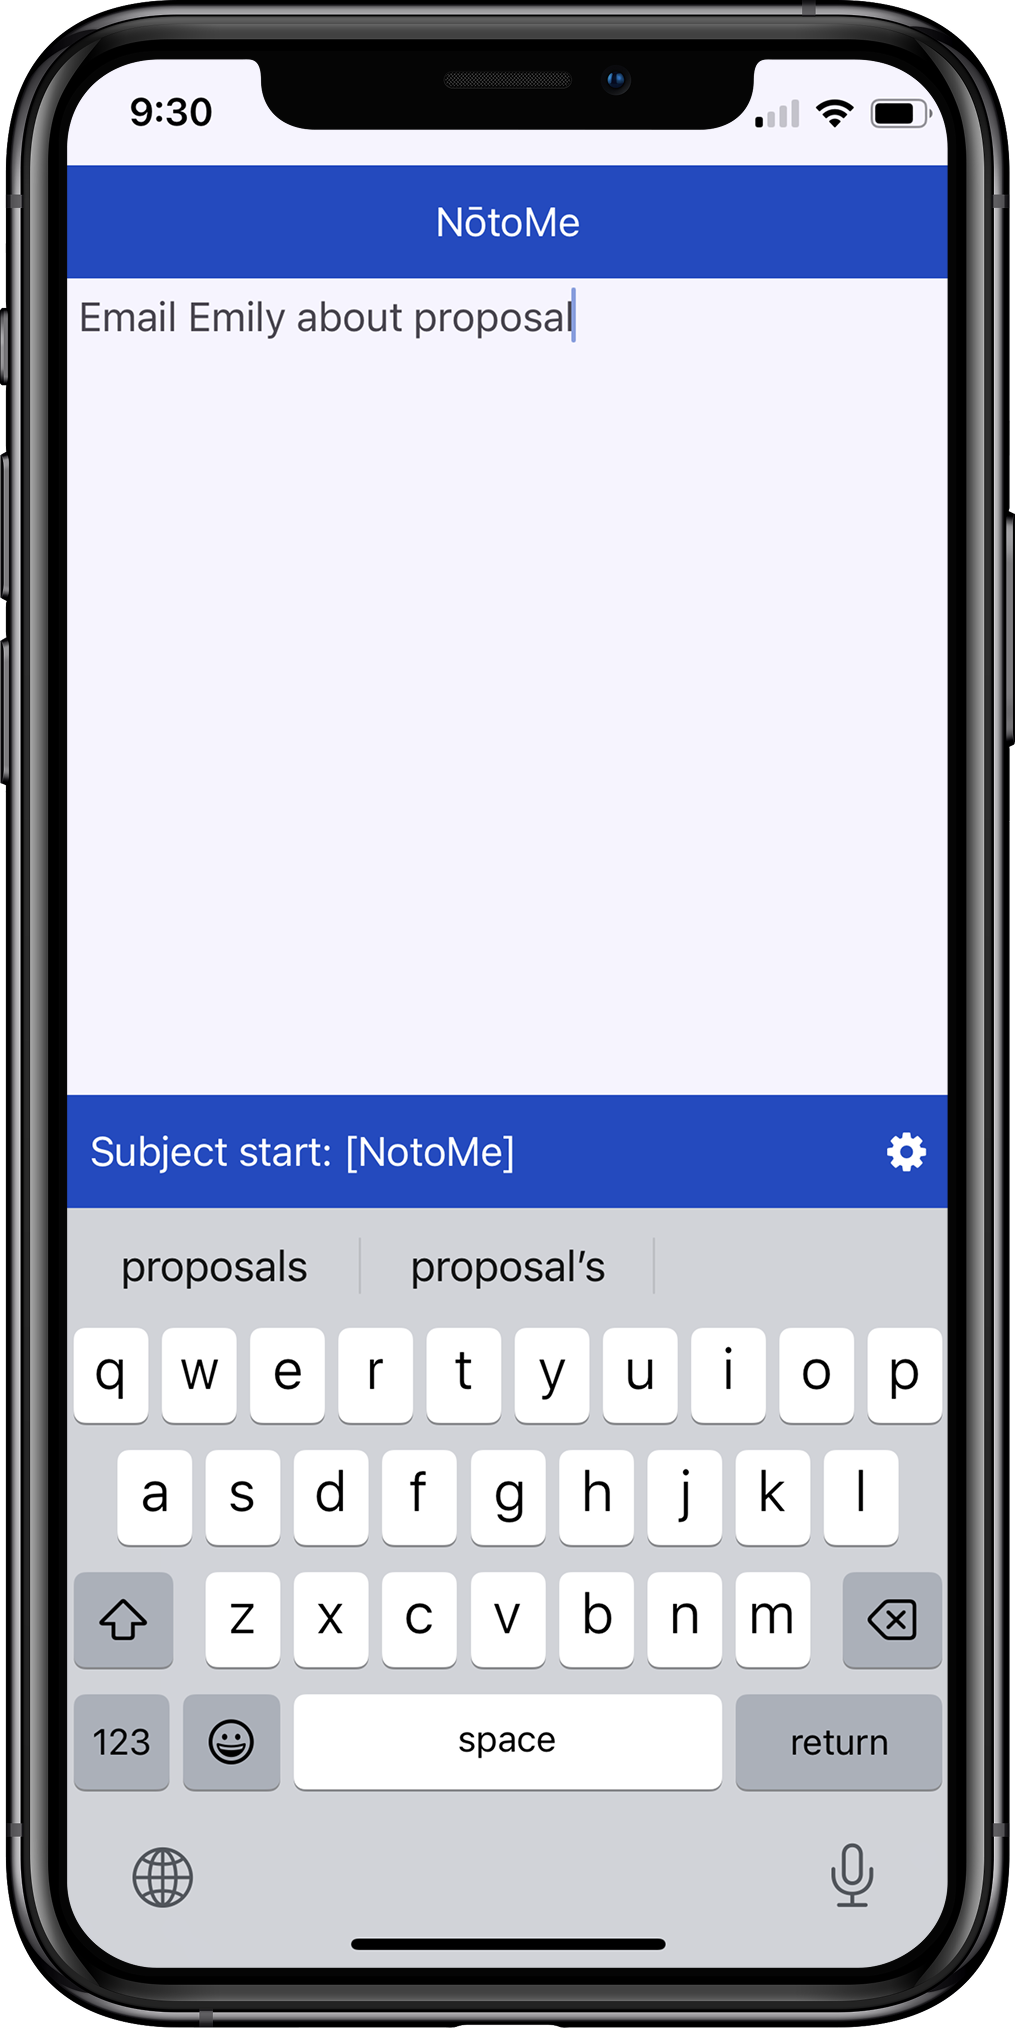 9:30
NōtoMe
Email Emily about proposal
Subject start: [NotoMe]
proposals proposal's
q w e r t y u i o p
a s d f g h j k l
z x c v b n m
123 space return